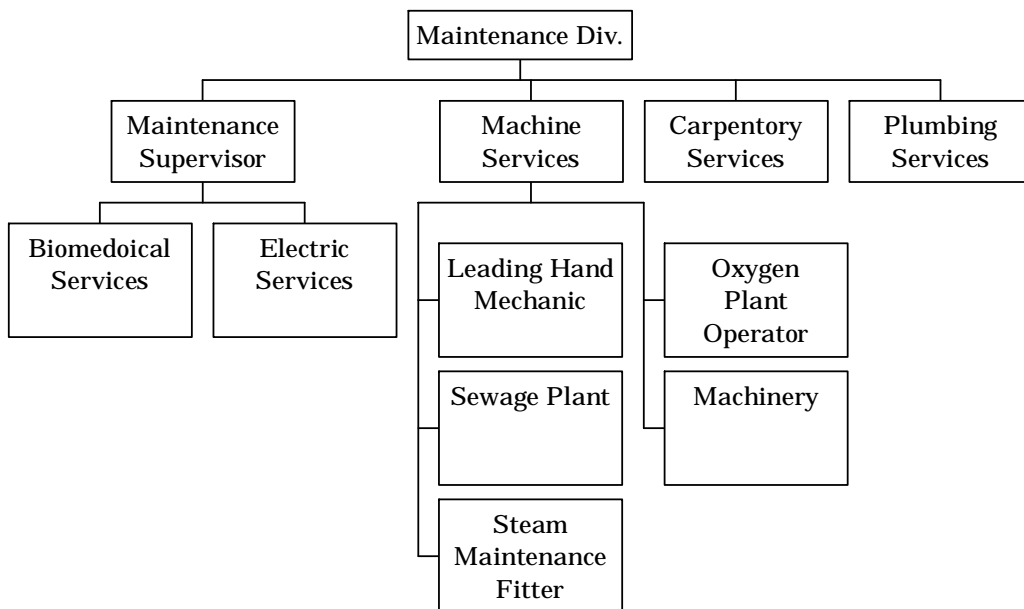 Maintenance Div.
Maintenance
Supervisor
Machine
Services
Carpentory
Services
Plumbing
Services
Biomedoical
Services
Electric
Services
Leading Hand
Mechanic
Oxygen
Plant
Operator
Sewage Plant
Machinery
Steam
Maintenance
Fitter